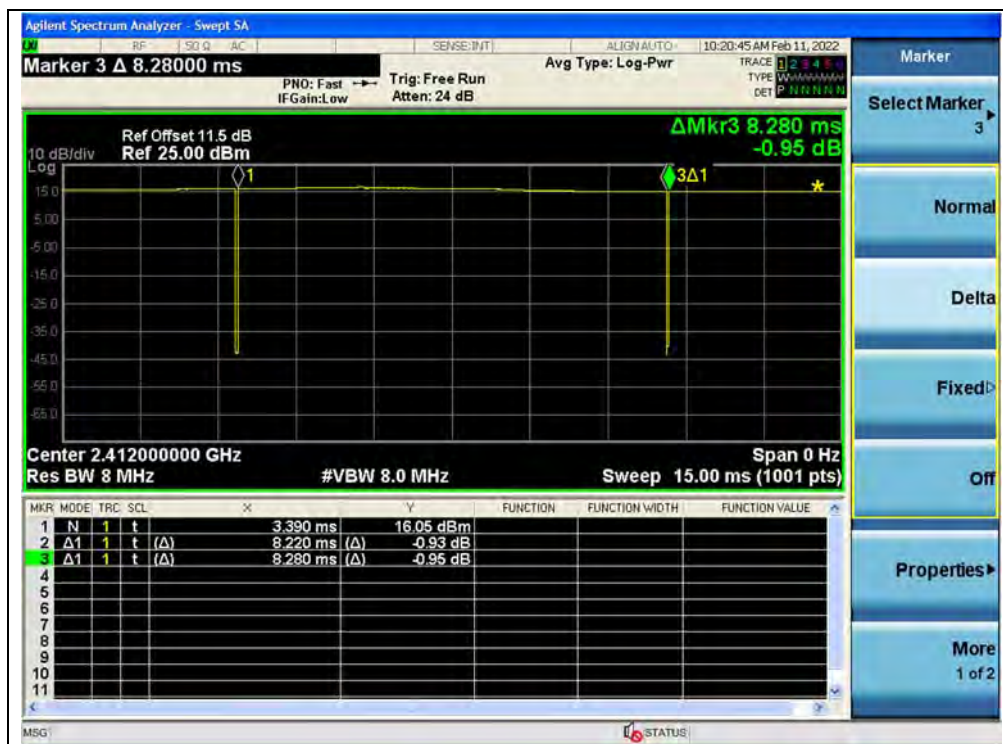 Agilent Spectrum Analyzer - Swept SA
LXI RF 50 Ω AC SENSE:INT ALIGN AUTO 10:20:45 AM Feb 11, 2022
Marker 3 Δ 8.28000 ms
PNO: Fast
IFGain:Low
Trig: Free Run
Atten: 24 dB
Avg Type: Log-Pwr
TRACE 1 2 3 4 5 6
TYPE W
DET P N N N N N
ΔMkr3 8.280 ms
-0.95 dB
Ref Offset 11.5 dB
10 dB/div Ref 25.00 dBm
Log
1
3Δ1
15.0
5.00
-5.00
-15.0
-25.0
-35.0
-45.0
-55.0
-65.0
Center 2.412000000 GHz Span 0 Hz
Res BW 8 MHz #VBW 8.0 MHz Sweep 15.00 ms (1001 pts)
MKR MODE TRC SCL X Y FUNCTION FUNCTION WIDTH FUNCTION VALUE
1 N 1 t 3.390 ms 16.05 dBm
2 Δ1 1 t (Δ) 8.220 ms (Δ) -0.93 dB
3 Δ1 1 t (Δ) 8.280 ms (Δ) -0.95 dB
4
5
6
7
8
9
10
11
MSG STATUS
Marker
Select Marker
3
Normal
Delta
Fixed
Off
Properties
More
1 of 2